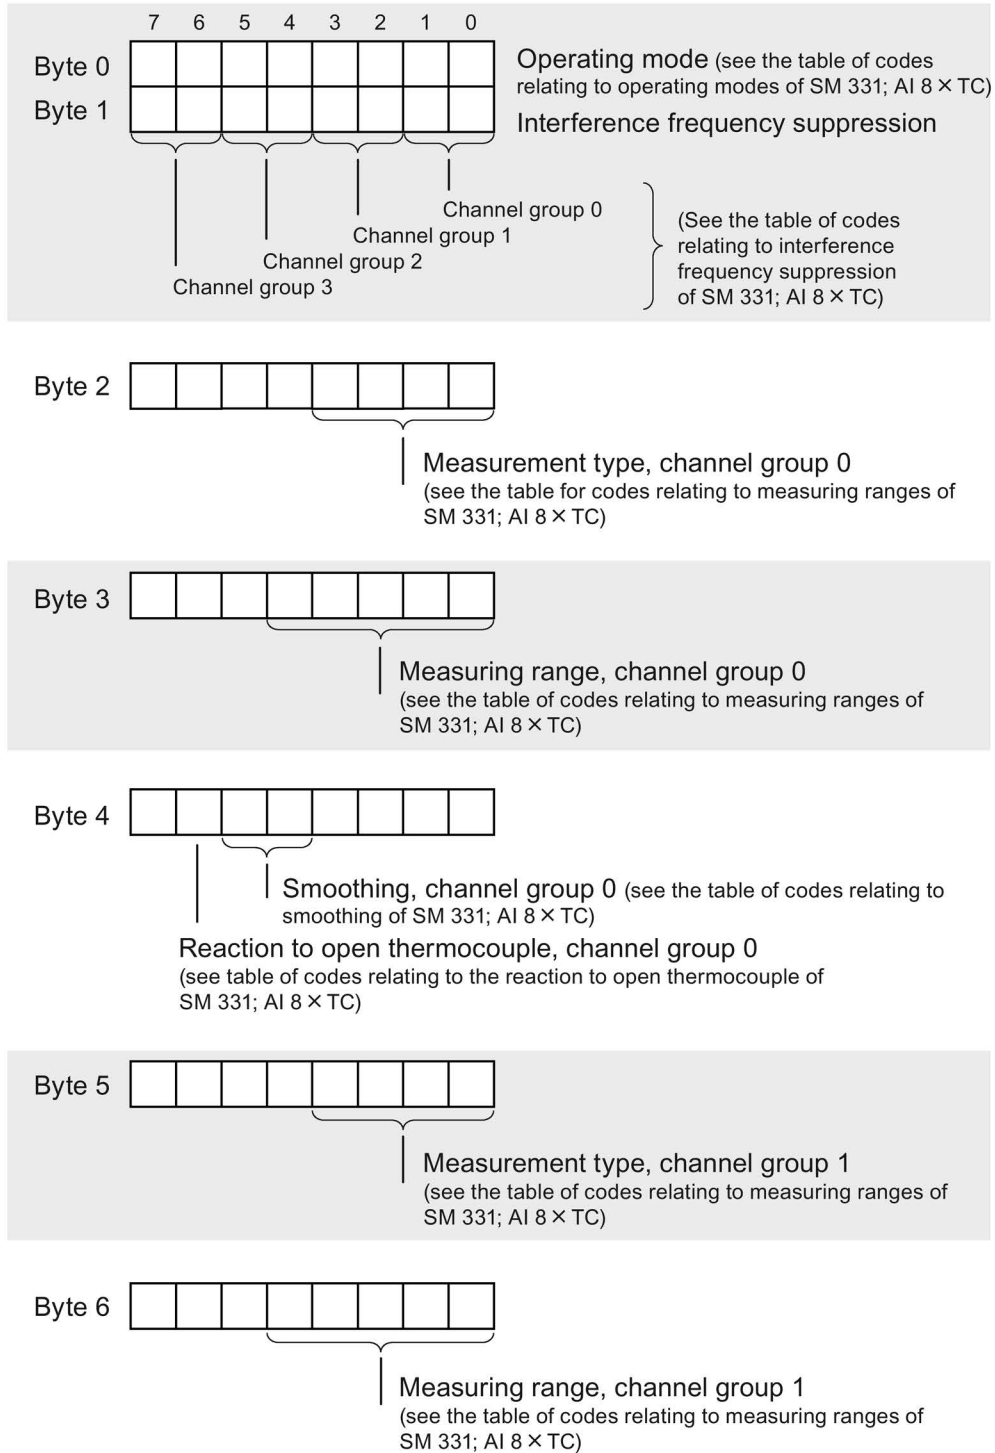 7 6 5 4 3 2 1 0
Byte 0
Operating mode (see the table of codes
relating to operating modes of SM 331; AI 8 × TC)
Byte 1
Interference frequency suppression
Channel group 0
Channel group 1
Channel group 2
Channel group 3
(See the table of codes
relating to interference
frequency suppression
of SM 331; AI 8 × TC)
Byte 2
Measurement type, channel group 0
(see the table for codes relating to measuring ranges of
SM 331; AI 8 × TC)
Byte 3
Measuring range, channel group 0
(see the table of codes relating to measuring ranges of
SM 331; AI 8 × TC)
Byte 4
Smoothing, channel group 0 (see the table of codes relating to
smoothing of SM 331; AI 8 × TC)
Reaction to open thermocouple, channel group 0
(see table of codes relating to the reaction to open thermocouple of
SM 331; AI 8 × TC)
Byte 5
Measurement type, channel group 1
(see the table of codes relating to measuring ranges of
SM 331; AI 8 × TC)
Byte 6
Measuring range, channel group 1
(see the table of codes relating to measuring ranges of
SM 331; AI 8 × TC)